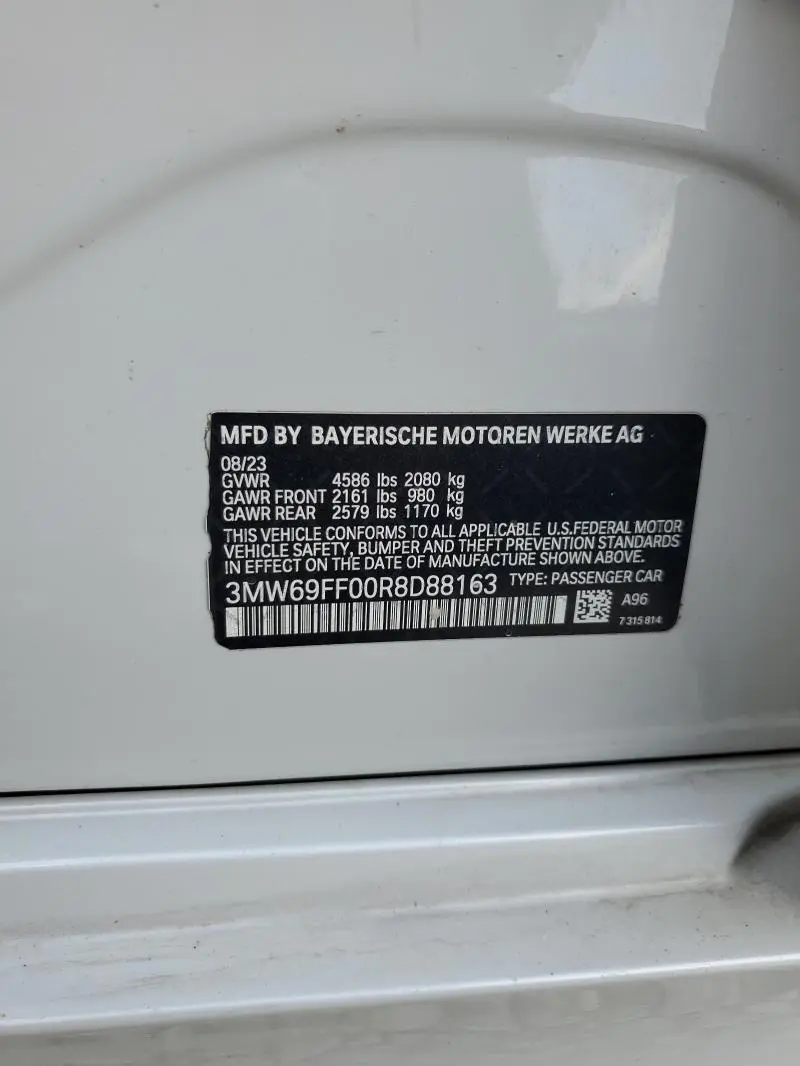 MFD BY BAYERISCHE MOTOREN WERKE AG
08/23
GVWR 4586 lbs 2080 kg
GAWR FRONT 2161 lbs 980 kg
GAWR REAR 2579 lbs 1170 kg
THIS VEHICLE CONFORMS TO ALL APPLICABLE U.S.FEDERAL MOTOR
VEHICLE SAFETY, BUMPER AND THEFT PREVENTION STANDARDS
IN EFFECT ON THE DATE OF MANUFACTURE SHOWN ABOVE.
3MW69FF00R8D88163 TYPE: PASSENGER CAR
A96
7 315 814